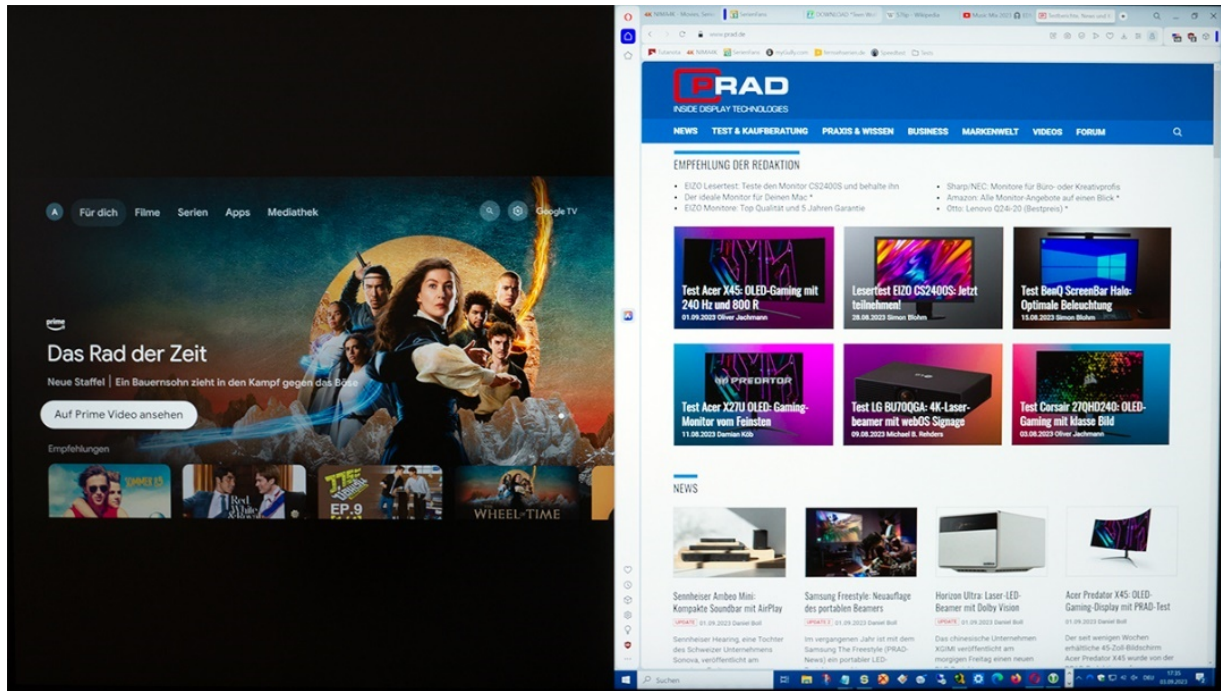 A Für dich Filme Serien Apps Mediathek Google TV
prime
Das Rad der Zeit
Neue Staffel | Ein Bauernsohn zieht in den Kampf gegen das Böse
Auf Prime Video ansehen
Empfehlungen
SOMMER
Red, White &
EP.9
WHEEL TIME
www.prad.de
PRAD
INSIDE DISPLAY TECHNOLOGIES
NEWS TEST & KAUFBERATUNG PRAXIS & WISSEN BUSINESS MARKENWELT VIDEOS FORUM
EMPFEHLUNG DER REDAKTION
EIZO Lesertest: Teste den Monitor CS2400S und behalte ihn
Der ideale Monitor für Deinen Mac *
EIZO Monitore: Top Qualität und 5 Jahren Garantie
Sharp/NEC: Monitore für Büro- oder Kreativprofis
Amazon: Alle Monitor-Angebote auf einen Blick *
Otto: Lenovo Q24i-20 (Bestpreis) *
Test Acer X45: OLED-Gaming mit
240 Hz und 800 R
01.09.2023 Oliver Jachmann
Lesertest EIZO CS2400S: Jetzt
teilnehmen!
28.08.2023 Simon Blohm
Test BenQ ScreenBar Halo:
Optimale Beleuchtung
15.08.2023 Simon Blohm
PREDATOR
Test Acer X27U OLED: Gaming-
Monitor vom Feinsten
11.08.2023 Damian Köb
Test LG BU70QGA: 4K-Laser-
beamer mit webOS Signage
09.08.2023 Michael B. Rehders
Test Corsair 27QHD240: OLED-
Gaming mit klasse Bild
03.08.2023 Oliver Jachmann
NEWS
Sennheiser Ambeo Mini:
Kompakte Soundbar mit AirPlay
UPDATE 01.09.2023 Daniel Boll
Sennheiser Hearing, eine Tochter
des Schweizer Unternehmens
Sonova, veröffentlicht am
Samsung Freestyle: Neuauflage
des portablen Beamers
UPDATE 2 01.09.2023 Daniel Boll
Im vergangenen Jahr ist mit dem
Samsung The Freestyle (PRAD-
News) ein portabler LED-
Horizon Ultra: Laser-LED-
Beamer mit Dolby Vision
UPDATE 01.09.2023 Daniel Boll
Das chinesische Unternehmen
XGIMI veröffentlicht am
morgigen Freitag einen neuen
Acer Predator X45: OLED-
Gaming-Display mit PRAD-Test
01.09.2023 Daniel Boll
Der seit wenigen Wochen
erhältliche 45-Zoll-Bildschirm
Acer Predator X45 wurde von der
Suchen
DEU
17:35